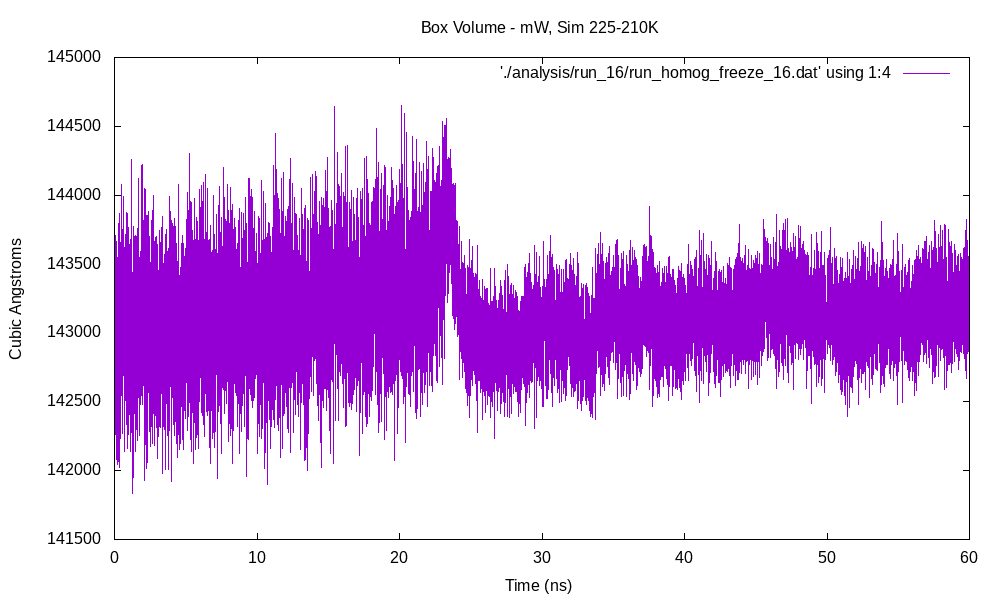 Box Volume - mW, Sim 225-210K
'./analysis/run_16/run_homog_freeze_16.dat' using 1:4
145000
144500
144000
143500
143000
142500
142000
141500
Cubic Angstroms
0 10 20 30 40 50 60
Time (ns)